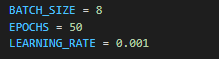 BATCH_SIZE = 8
EPOCHS = 50
LEARNING_RATE = 0.001